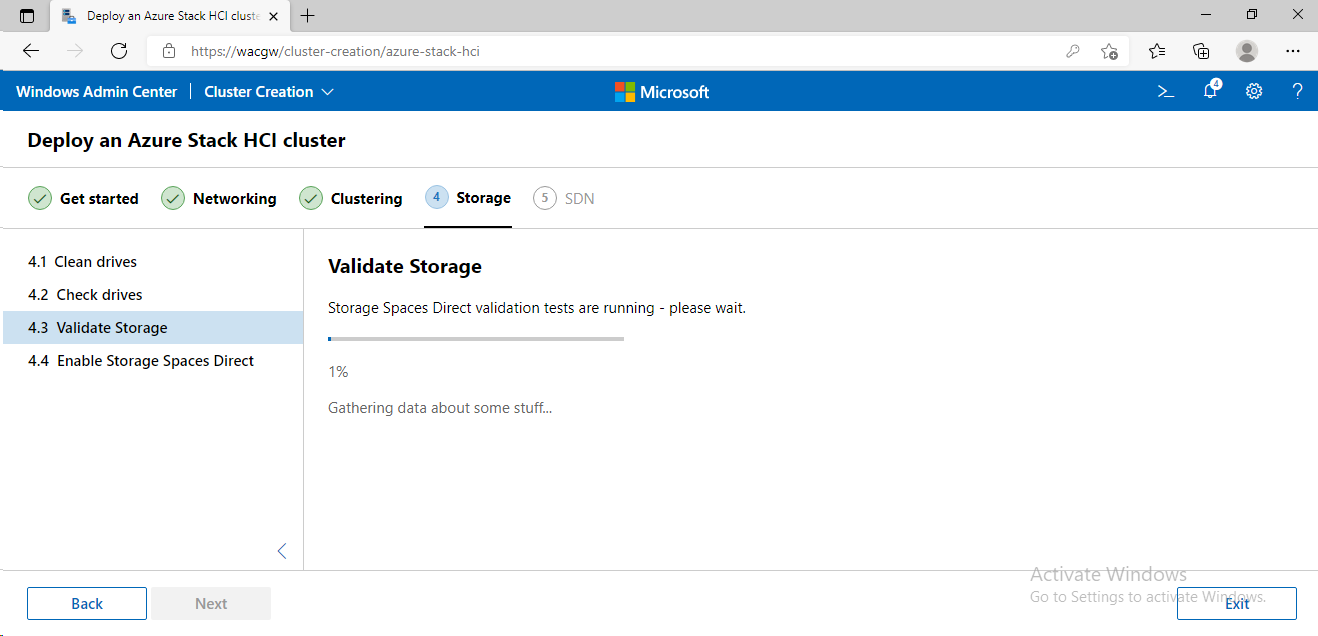 Deploy an Azure Stack HCI cluste
https://wacgw/cluster-creation/azure-stack-hci
Windows Admin Center
Cluster Creation
Microsoft
4
?
Deploy an Azure Stack HCI cluster
Get started
Networking
Clustering
4 Storage
5 SDN
4.1 Clean drives
4.2 Check drives
4.3 Validate Storage
4.4 Enable Storage Spaces Direct
Validate Storage
Storage Spaces Direct validation tests are running - please wait.
1%
Gathering data about some stuff...
Back
Next
Activate Windows
Go to Settings to activate Windows.
Exit